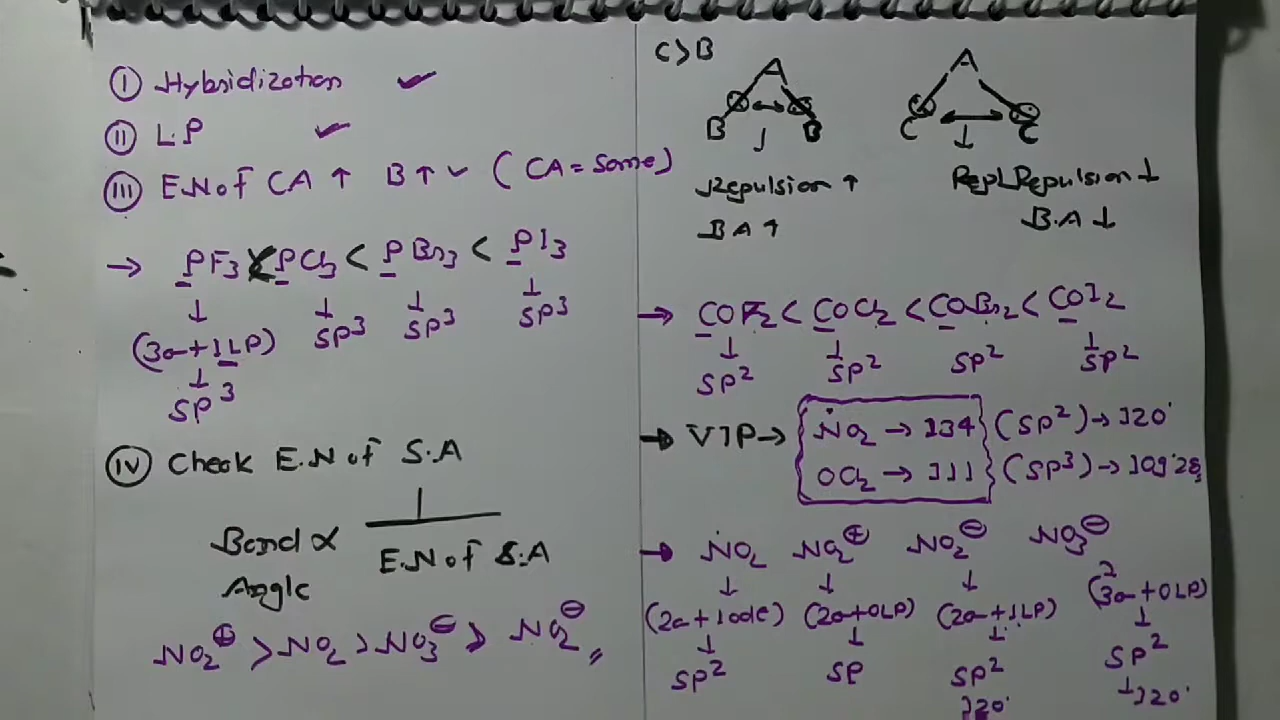 ① Hybridization ✓
② L.P ✓
③ E.N of CA ↑ B ↑ ✓ (CA = Same)
→ PF3 < PCl3 < PBr3 < PI3
↓ ↓ ↓ ↓
(3σ+1LP) SP3 SP3 SP3
↓
SP3
④ Check E.N of S.A
Bond ∝ 1
Angle E.N of S.A
NO2⊕ > NO2 > NO3⊖ > NO2⊖
C > B
A A
B B C C
↓ ↓
Repulsion ↑ Repulsion ↓
BA ↑ B.A ↓
→ COF2 < COCl2 < COBr2 < COI2
↓ ↓ ↓
SP2 SP2 SP2 SP2
→ VIP → NO2 → 134 (SP2) → 120°
OCl2 → 111 (SP3) → 109°28
→ NO2 NO2⊕ NO2⊖ NO3⊖
↓ ↓ ↓
(2σ+1ode) (2σ+0LP) (2σ+1LP) (3σ+0LP)
↓ ↓ ↓ ↓
SP2 SP SP2 SP2
120° ↓120°